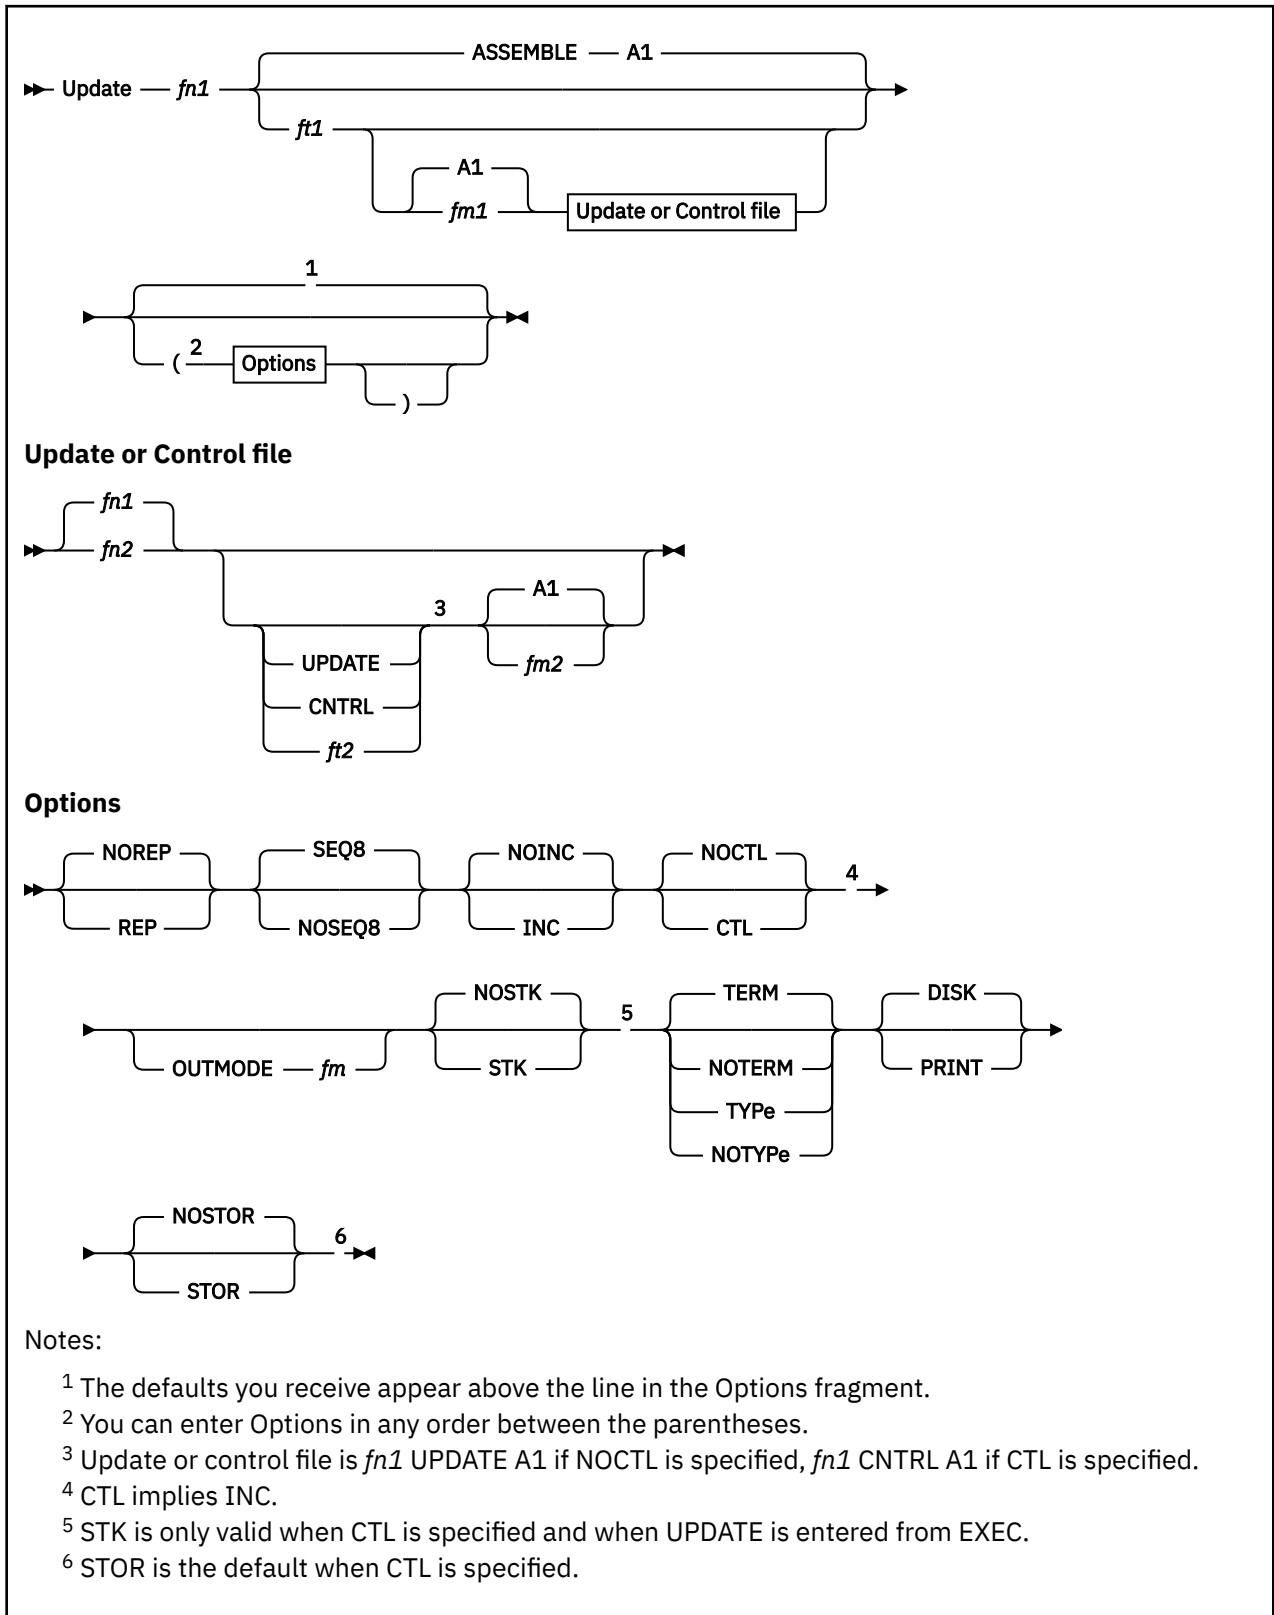 ASSEMBLE A1
Update fn1
ft1
A1
fm1 Update or Control file
1
( 2 Options
)
Update or Control file
fn1
fn2
A1
3
UPDATE fm2
CNTRL
ft2
Options
NOREP SEQ8 NOINC NOCTL
4
REP NOSEQ8 INC CTL
NOSTK TERM DISK
5
OUTMODE fm STK NOTERM PRINT
TYPe
NOTYPe
NOSTOR
6
STOR
Notes:
1 The defaults you receive appear above the line in the Options fragment.
2 You can enter Options in any order between the parentheses.
3 Update or control file is fn1 UPDATE A1 if NOCTL is specified, fn1 CNTRL A1 if CTL is specified.
4 CTL implies INC.
5 STK is only valid when CTL is specified and when UPDATE is entered from EXEC.
6 STOR is the default when CTL is specified.